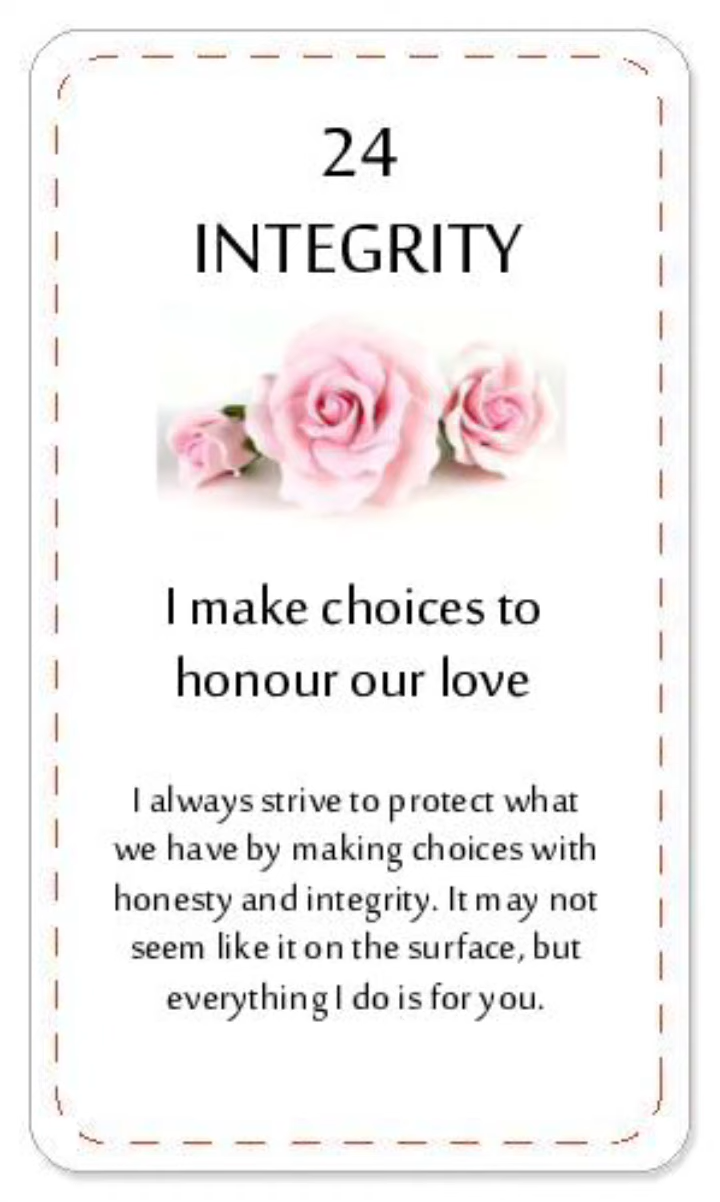 24
INTEGRITY
I make choices to
honour our love
I always strive to protect what
we have by making choices with
honesty and integrity. It may not
seem like it on the surface, but
everything I do is for you.